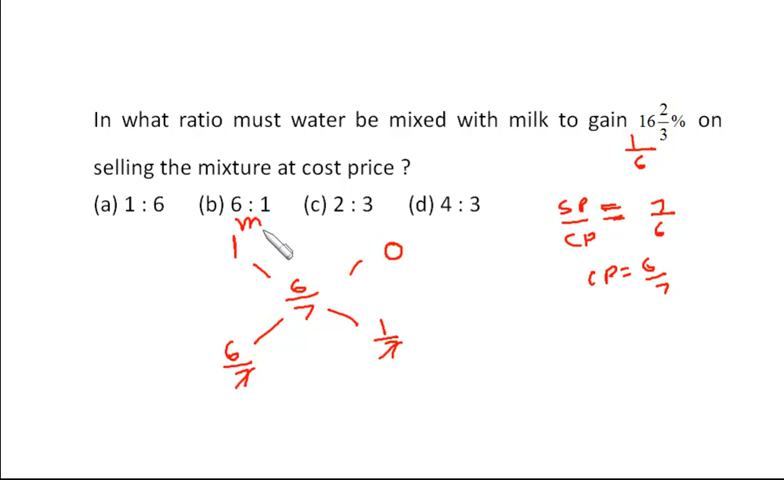 In what ratio must water be mixed with milk to gain 16 2/3% on
1/6
selling the mixture at cost price ?
(a) 1 : 6 (b) 6 : 1 (c) 2 : 3 (d) 4 : 3
SP/CP = 7/6
m
1 0
CP = 6/7
6/7
6/7 1/7